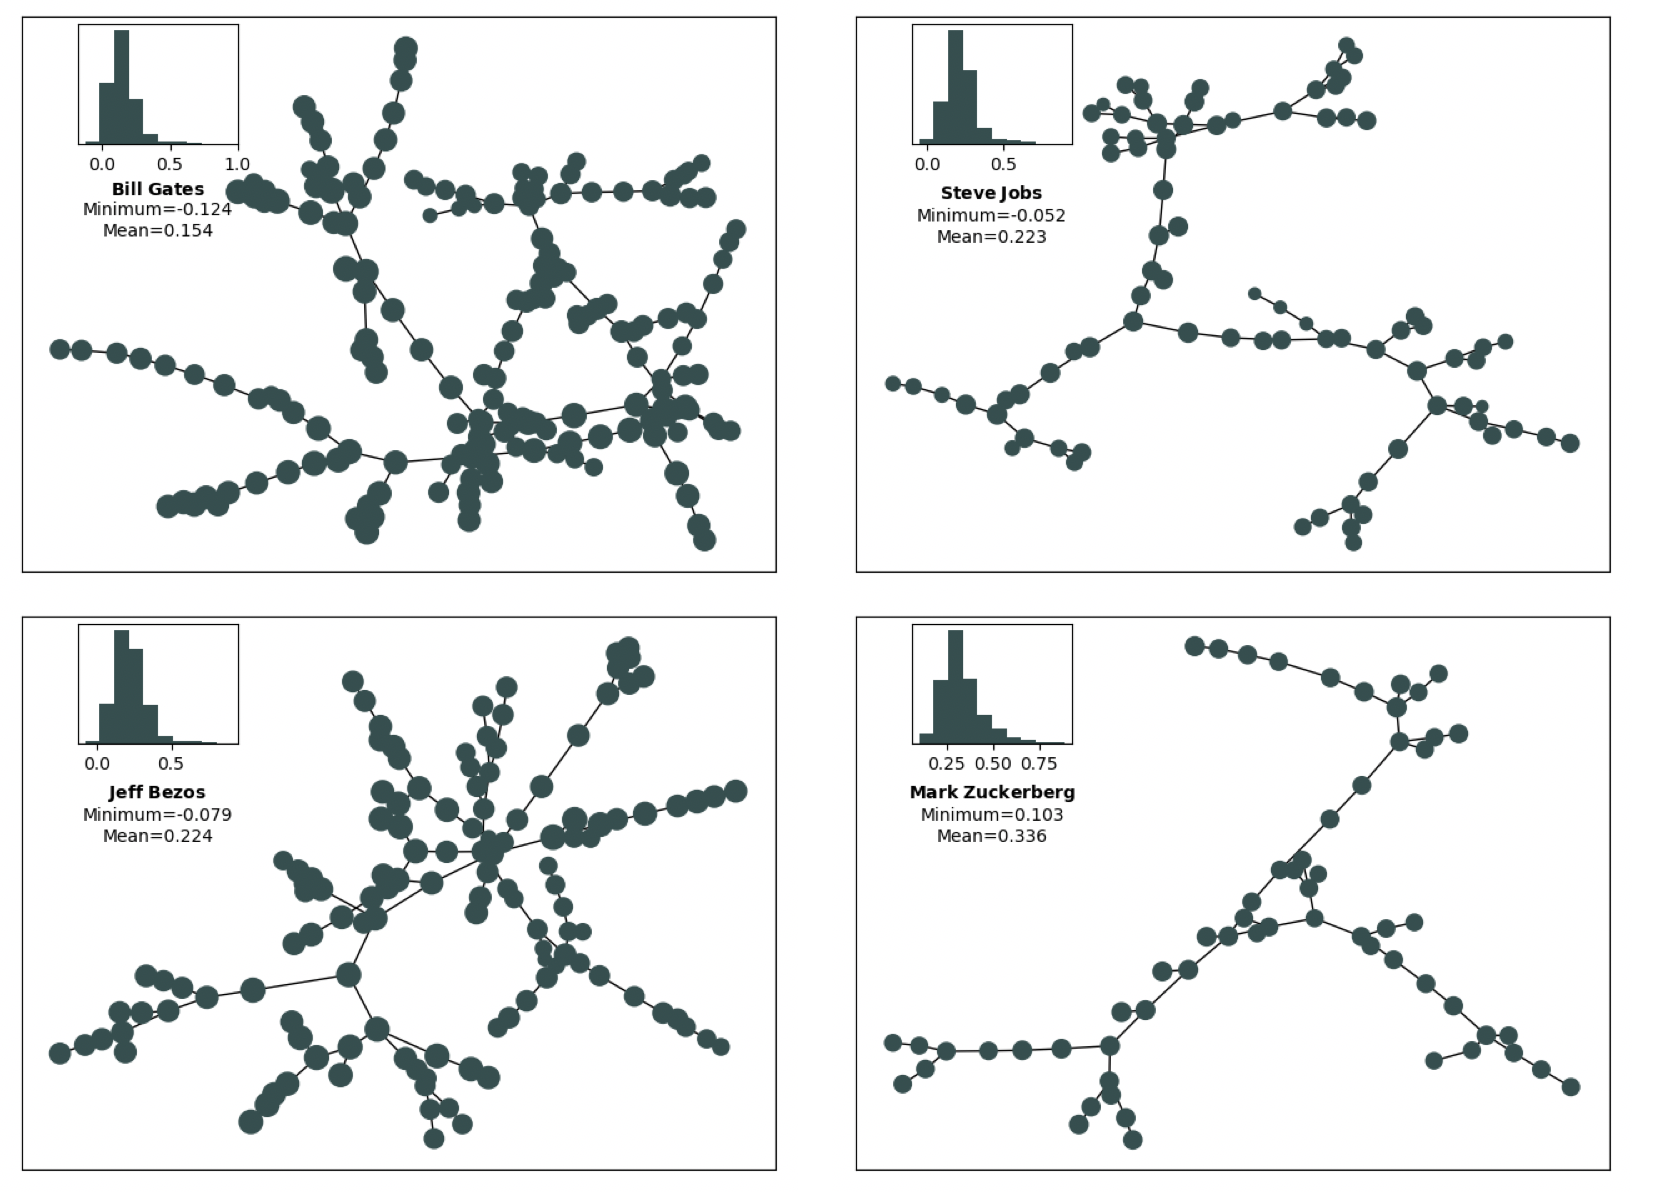 0.0 0.5 1.0
Bill Gates
Minimum=-0.124
Mean=0.154
0.0 0.5
Steve Jobs
Minimum=-0.052
Mean=0.223
0.0 0.5
Jeff Bezos
Minimum=-0.079
Mean=0.224
0.25 0.50 0.75
Mark Zuckerberg
Minimum=0.103
Mean=0.336